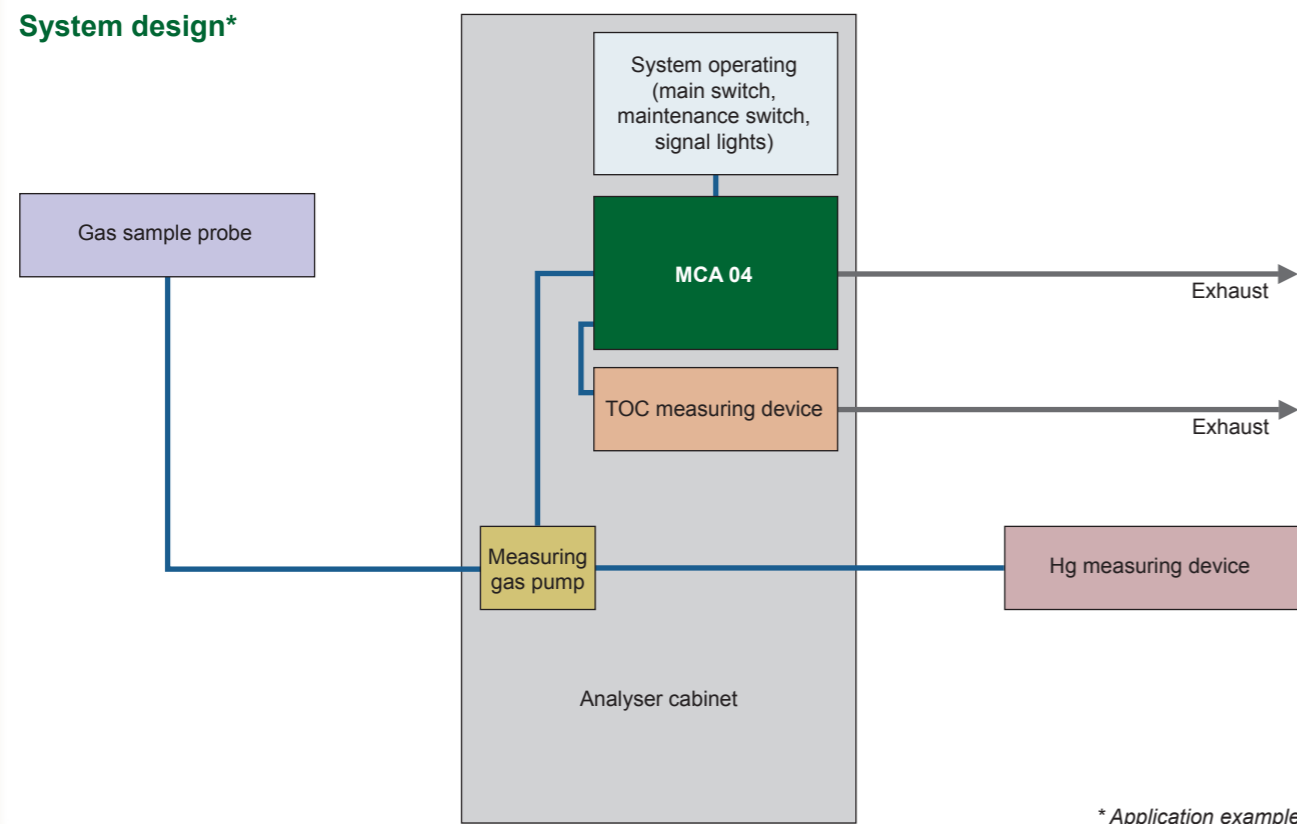 System design*
System operating
(main switch,
maintenance switch,
signal lights)
Gas sample probe
MCA 04
Exhaust
TOC measuring device
Exhaust
Measuring
gas pump
Hg measuring device
Analyser cabinet
* Application example